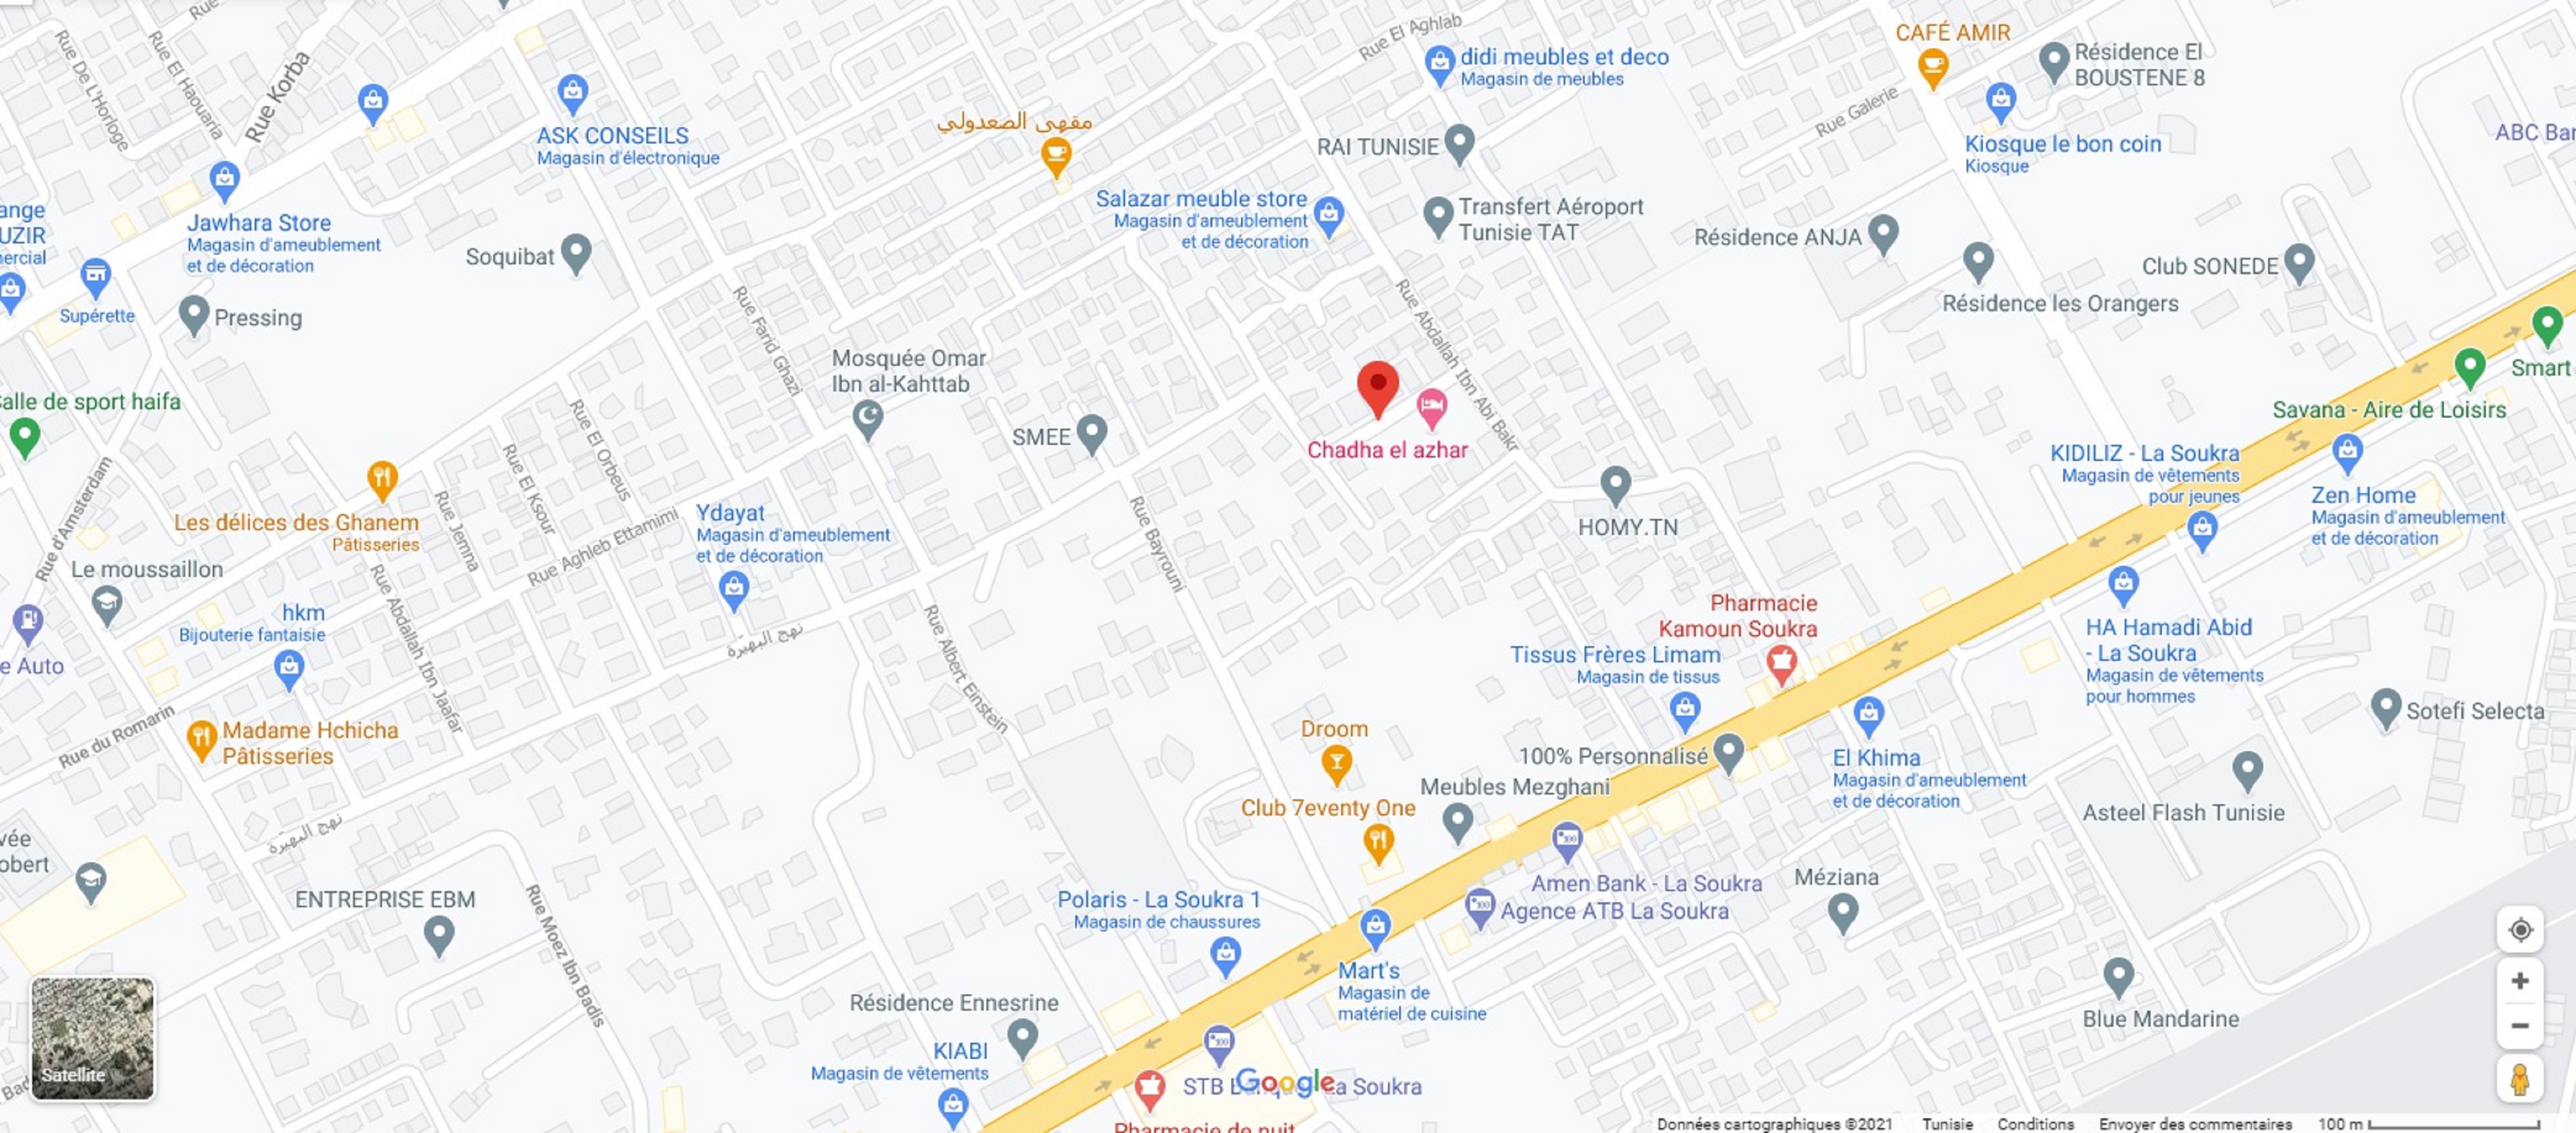 Rue
CAFÉ AMIR
Rue El Aghlab
Rue De L'Horloge
Rue El Haouaria
Rue Korba
didi meubles et deco
Magasin de meubles
Résidence El
BOUSTENE 8
Rue Galerie
ASK CONSEILS
Magasin d'électronique
مقهى الصعدولي
RAI TUNISIE
Kiosque le bon coin
Kiosque
ABC Bar
Jawhara Store
Magasin d'ameublement
et de décoration
Salazar meuble store
Magasin d'ameublement
et de décoration
Transfert Aéroport
Tunisie TAT
Résidence ANJA
ange
UZIR
ercial
Soquibat
Club SONEDE
Supérette
Pressing
Résidence les Orangers
Rue Farid Ghazi
Rue Abdallah Ibn Abi Bakr
Mosquée Omar
Ibn al-Kahttab
Smart
alle de sport haifa
SMEE
Chadha el azhar
Savana - Aire de Loisirs
Rue d'Amsterdam
Rue El Orbeus
Rue El Ksour
Rue Jemna
KIDILIZ - La Soukra
Magasin de vêtements
pour jeunes
Les délices des Ghanem
Pâtisseries
Ydayat
Magasin d'ameublement
et de décoration
HOMY.TN
Zen Home
Magasin d'ameublement
et de décoration
Rue Aghleb Ettamimi
Rue Bayrouni
Le moussaillon
Rue Abdallah Ibn Jaafar
hkm
Bijouterie fantaisie
نهج البهيرة
Rue Albert Einstein
Pharmacie
Kamoun Soukra
Tissus Frères Limam
Magasin de tissus
HA Hamadi Abid
- La Soukra
Magasin de vêtements
pour hommes
e Auto
Rue du Romarin
Madame Hchicha
Pâtisseries
Droom
100% Personnalisé
Meubles Mezghani
El Khima
Magasin d'ameublement
et de décoration
Sotefi Selecta
Club 7eventy One
Asteel Flash Tunisie
نهج البهيرة
vée
obert
ENTREPRISE EBM
Rue Moez Ibn Badis
Polaris - La Soukra 1
Magasin de chaussures
Amen Bank - La Soukra
Agence ATB La Soukra
Méziana
Mart's
Magasin de
matériel de cuisine
Résidence Ennesrine
Blue Mandarine
KIABI
Magasin de vêtements
Satellite
Bad
STB
La Soukra
Google
Pharmacie de nuit
Données cartographiques ©2021 Tunisie Conditions Envoyer des commentaires 100 m